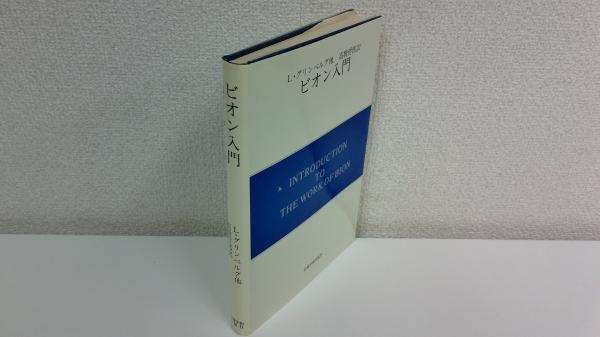 L・グリンベルグ他 高橋哲郎訳
ビオン入門
INTRODUCTION
TO
THE WORK OF BION
ビオン入門
L・グリンベルグ他